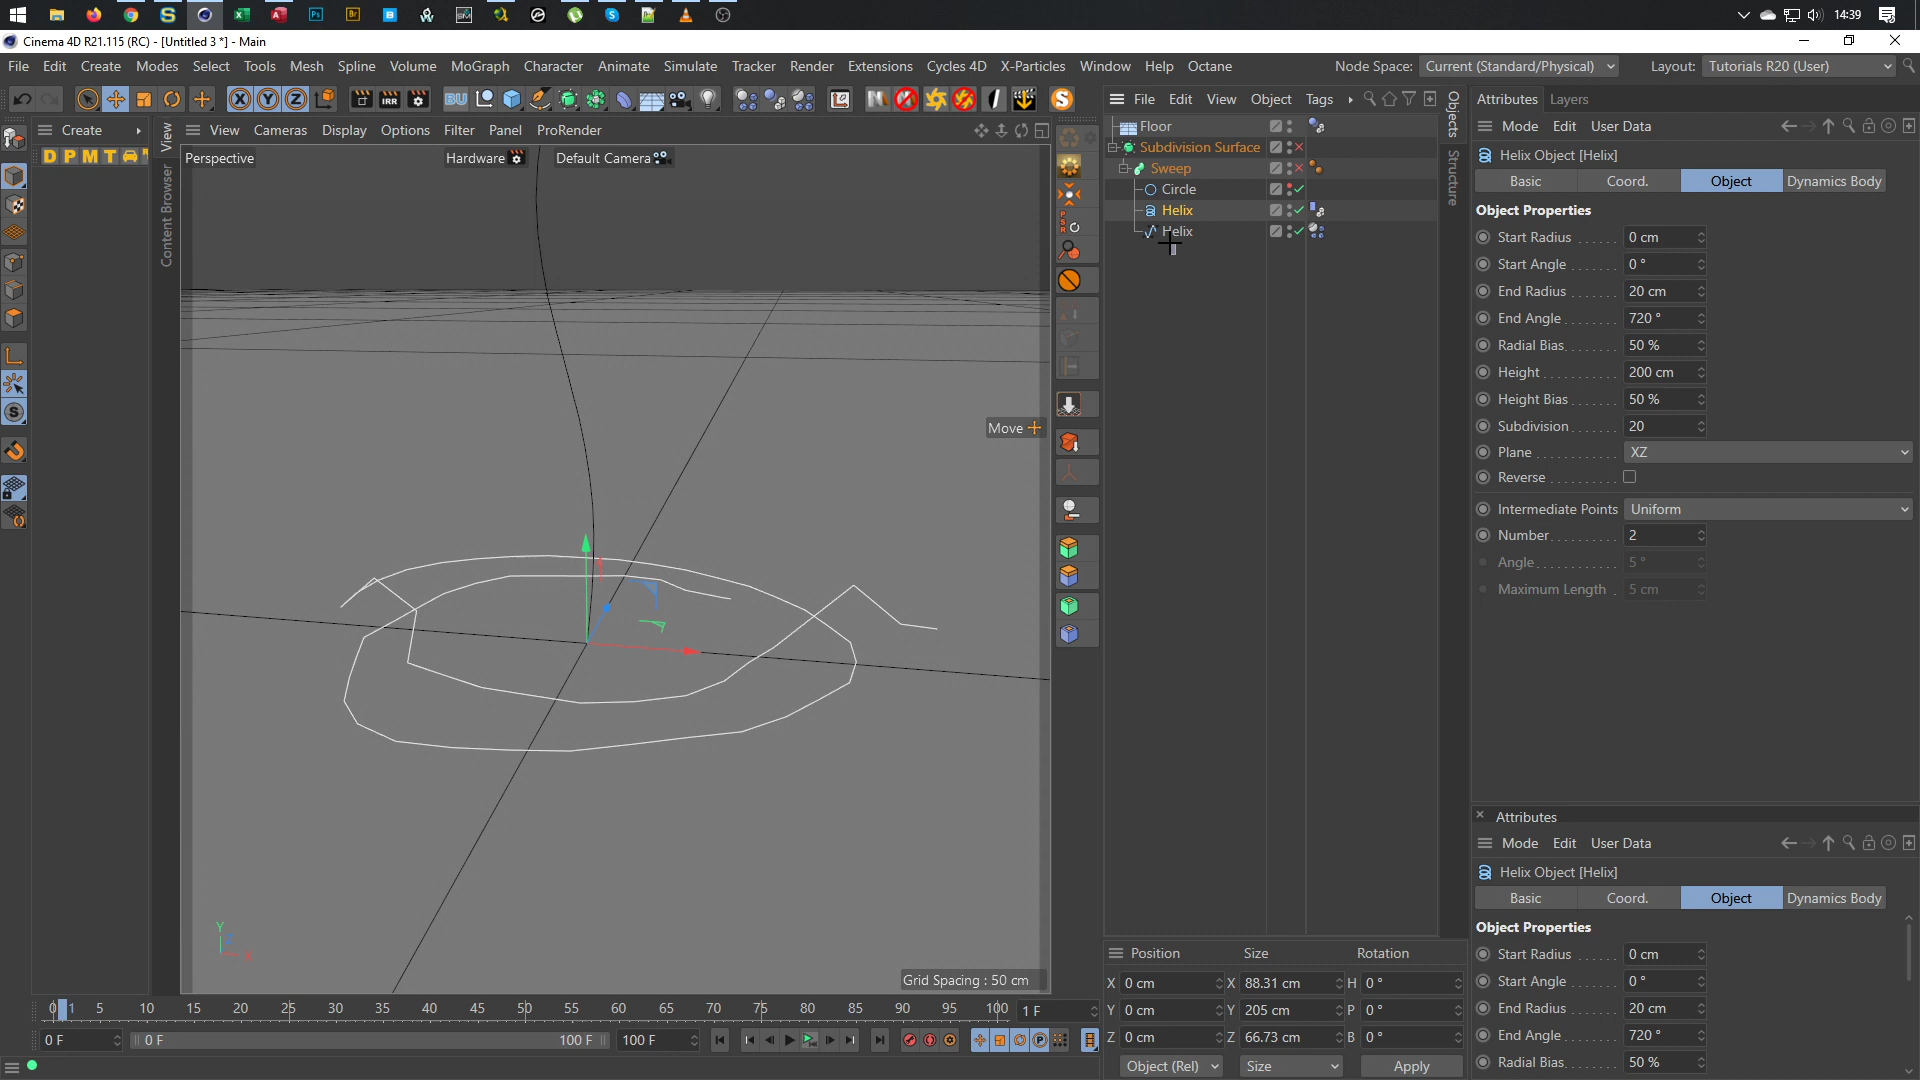 14:39
Cinema 4D R21.115 (RC) - [Untitled 3 *] - Main
File Edit Create Modes Select Tools Mesh Spline Volume MoGraph Character Animate Simulate Tracker Render Extensions Cycles 4D X-Particles Window Help Octane Node Space: Current (Standard/Physical) Layout: Tutorials R20 (User)
X Y Z IRR BU File Edit View Object Tags Attributes Layers
Create View Cameras Display Options Filter Panel ProRender
Floor Mode Edit User Data
D P M T
Perspective Hardware Default Camera
Subdivision Surface
Helix Object [Helix]
Sweep
Basic Coord. Object Dynamics Body
Circle
Helix
Helix
View
Content Browser
Objects
Structure
PSR
Object Properties
Start Radius 0 cm
Start Angle 0 °
End Radius 20 cm
End Angle 720 °
Radial Bias 50 %
Height 200 cm
Height Bias 50 %
Subdivision 20
Plane XZ
Reverse
Intermediate Points Uniform
Number 2
Angle 5 °
Maximum Length 5 cm
Move
S
Attributes
Mode Edit User Data
Helix Object [Helix]
Basic Coord. Object Dynamics Body
Object Properties
Start Radius 0 cm
Start Angle 0 °
End Radius 20 cm
End Angle 720 °
Radial Bias 50 %
Y
Z
X
Grid Spacing : 50 cm
Position Size Rotation
X 0 cm X 88.31 cm H 0 °
Y 0 cm Y 205 cm P 0 °
Z 0 cm Z 66.73 cm B 0 °
Object (Rel) Size Apply
0 1 5 10 15 20 25 30 35 40 45 50 55 60 65 70 75 80 85 90 95 100 1 F
0 F 0 F 100 F 100 F